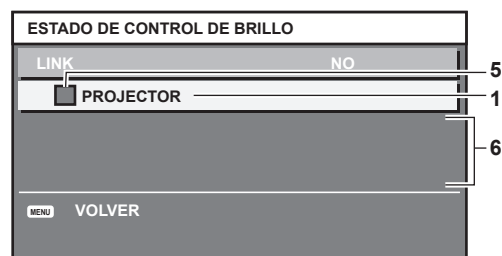 ESTADO DE CONTROL DE BRILLO
LINK NO
5
PROJECTOR 1
6
MENU VOLVER